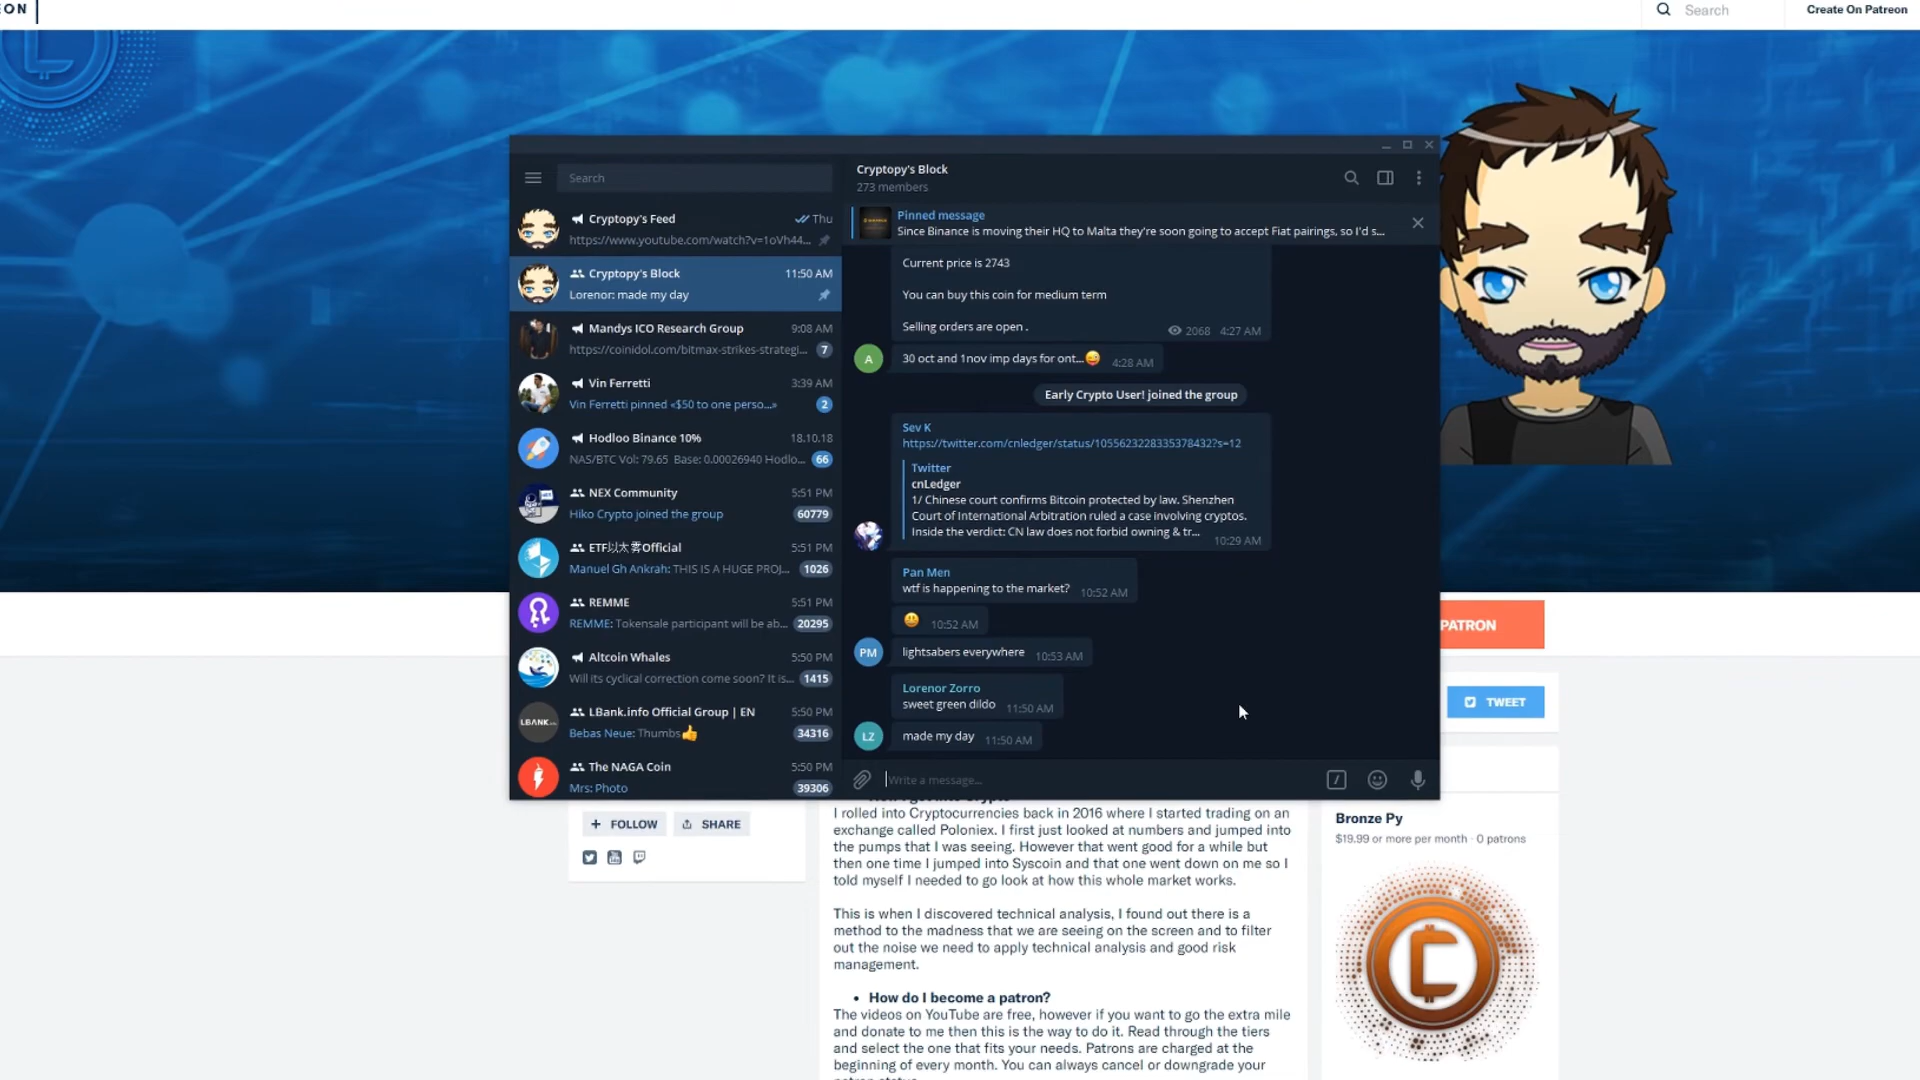 ON
Search
Create On Patreon
Search
Cryptopy's Feed
Thu
https://www.youtube.com/watch?v=1oVh44...
Cryptopy's Block
11:50 AM
Lorenor: made my day
Mandys ICO Research Group
9:08 AM
https://coinidol.com/bitmax-strikes-strategi...
7
Vin Ferretti
3:39 AM
Vin Ferretti pinned «$50 to one perso...»
2
Hodloo Binance 10%
18.10.18
NAS/BTC Vol: 79.65 Base: 0.00026940 Hodlo...
66
NEX Community
5:51 PM
Hiko Crypto joined the group
60779
ETF以太雾Official
5:51 PM
Manuel Gh Ankrah: THIS IS A HUGE PROJ...
1026
REMME
5:51 PM
REMME: Tokensale participant will be ab...
20295
Altcoin Whales
5:50 PM
Will its cyclical correction come soon? It is...
1415
LBANK.info
LBank.info Official Group | EN
5:50 PM
Bebas Neue: Thumbs👍
34316
The NAGA Coin
5:50 PM
Mrs: Photo
39306
Cryptopy's Block
273 members
Pinned message
Since Binance is moving their HQ to Malta they're soon going to accept Fiat pairings, so I'd s...
Current price is 2743
You can buy this coin for medium term
Selling orders are open .
2068 4:27 AM
A
30 oct and 1nov imp days for ont...😅
4:28 AM
Early Crypto User! joined the group
Sev K
https://twitter.com/cnledger/status/1055623228335378432?s=12
Twitter
cnLedger
1/ Chinese court confirms Bitcoin protected by law. Shenzhen
Court of International Arbitration ruled a case involving cryptos.
Inside the verdict: CN law does not forbid owning & tr...
10:29 AM
Pan Men
wtf is happening to the market?
10:52 AM
😃
10:52 AM
PM
lightsabers everywhere
10:53 AM
Lorenor Zorro
sweet green dildo
11:50 AM
LZ
made my day
11:50 AM
Write a message...
PATRON
TWEET
FOLLOW
SHARE
I rolled into Cryptocurrencies back in 2016 where I started trading on an
exchange called Poloniex. I first just looked at numbers and jumped into
the pumps that I was seeing. However that went good for a while but
then one time I jumped into Syscoin and that one went down on me so I
told myself I needed to go look at how this whole market works.
This is when I discovered technical analysis, I found out there is a
method to the madness that we are seeing on the screen and to filter
out the noise we need to apply technical analysis and good risk
management.
• How do I become a patron?
The videos on YouTube are free, however if you want to go the extra mile
and donate to me then this is the way to do it. Read through the tiers
and select the one that fits your needs. Patrons are charged at the
beginning of every month. You can always cancel or downgrade your
Bronze Py
$19.99 or more per month · 0 patrons